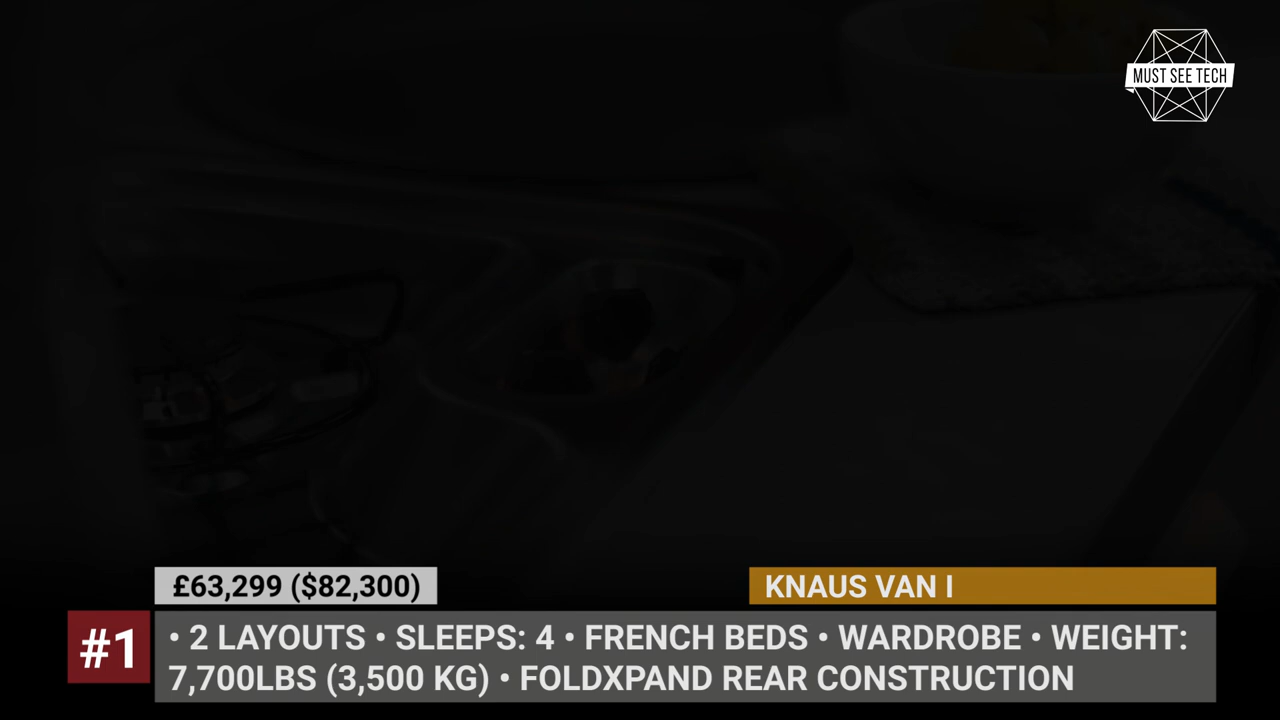 MUST SEE TECH
£63,299 ($82,300)
KNAUS VAN I
#1
• 2 LAYOUTS • SLEEPS: 4 • FRENCH BEDS • WARDROBE • WEIGHT:
7,700LBS (3,500 KG) • FOLDXPAND REAR CONSTRUCTION